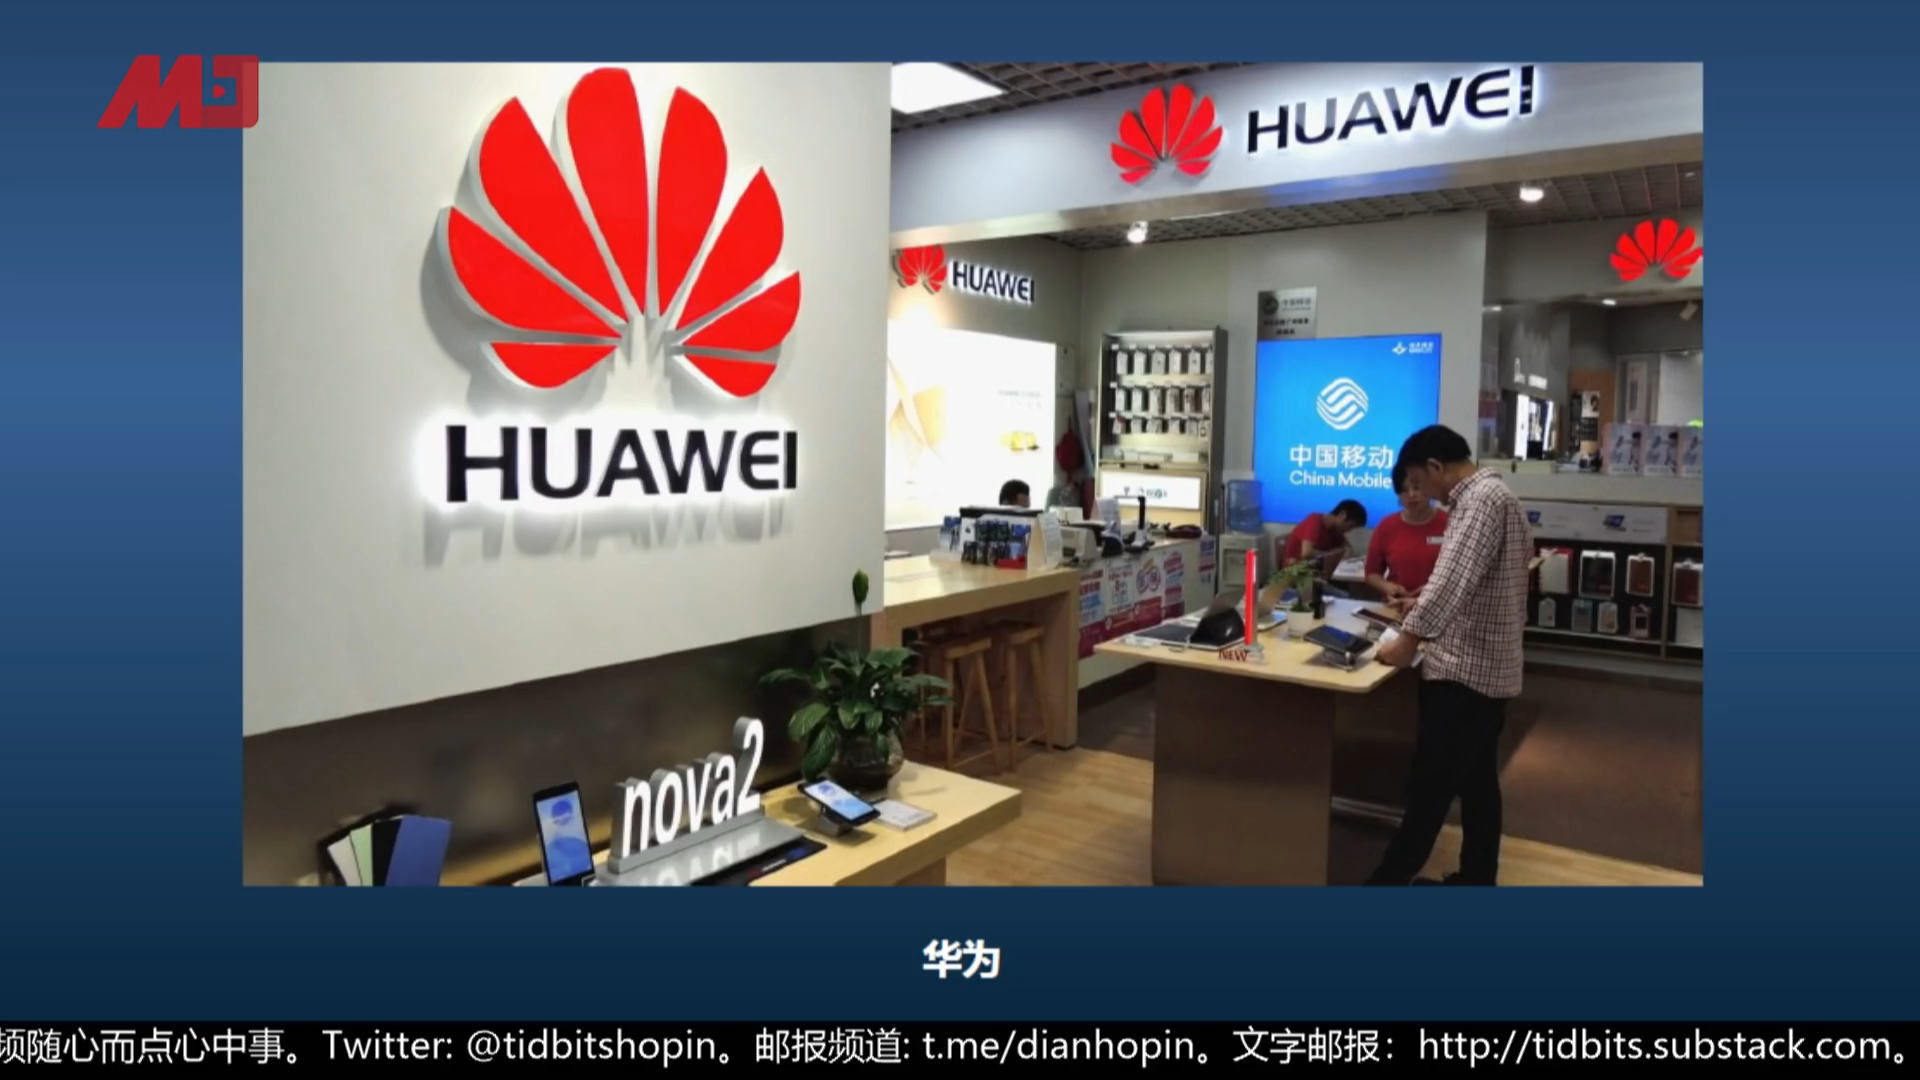 HUAWEI
HUAWEI
HUAWEI
中国移动
China Mobile
NEW
nova2
华为
频随心而点心中事。Twitter: @tidbitshopin。邮报频道: t.me/dianhopin。文字邮报：http://tidbits.substack.com。